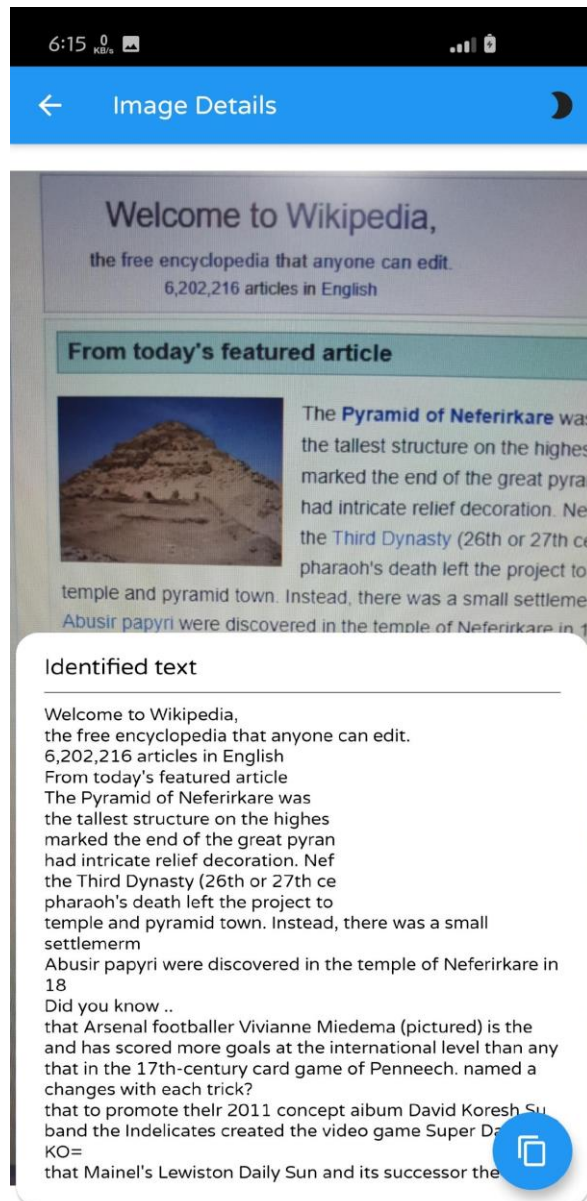 6:15 0 KB/s
Image Details
Welcome to Wikipedia,
the free encyclopedia that anyone can edit.
6,202,216 articles in English
From today's featured article
The Pyramid of Neferirkare was
the tallest structure on the highes
marked the end of the great pyra
had intricate relief decoration. Ne
the Third Dynasty (26th or 27th ce
pharaoh's death left the project to
temple and pyramid town. Instead, there was a small settleme
Abusir papyri were discovered in the temple of Neferirkare in 1
Identified text
Welcome to Wikipedia,
the free encyclopedia that anyone can edit.
6,202,216 articles in English
From today's featured article
The Pyramid of Neferirkare was
the tallest structure on the highes
marked the end of the great pyran
had intricate relief decoration. Nef
the Third Dynasty (26th or 27th ce
pharaoh's death left the project to
temple and pyramid town. Instead, there was a small
settlemerm
Abusir papyri were discovered in the temple of Neferirkare in
18
Did you know ..
that Arsenal footballer Vivianne Miedema (pictured) is the
and has scored more goals at the international level than any
that in the 17th-century card game of Penneech. named a
changes with each trick?
that to promote thelr 2011 concept aibum David Koresh Su
band the Indelicates created the video game Super Da
KO=
that Mainel's Lewiston Daily Sun and its successor the